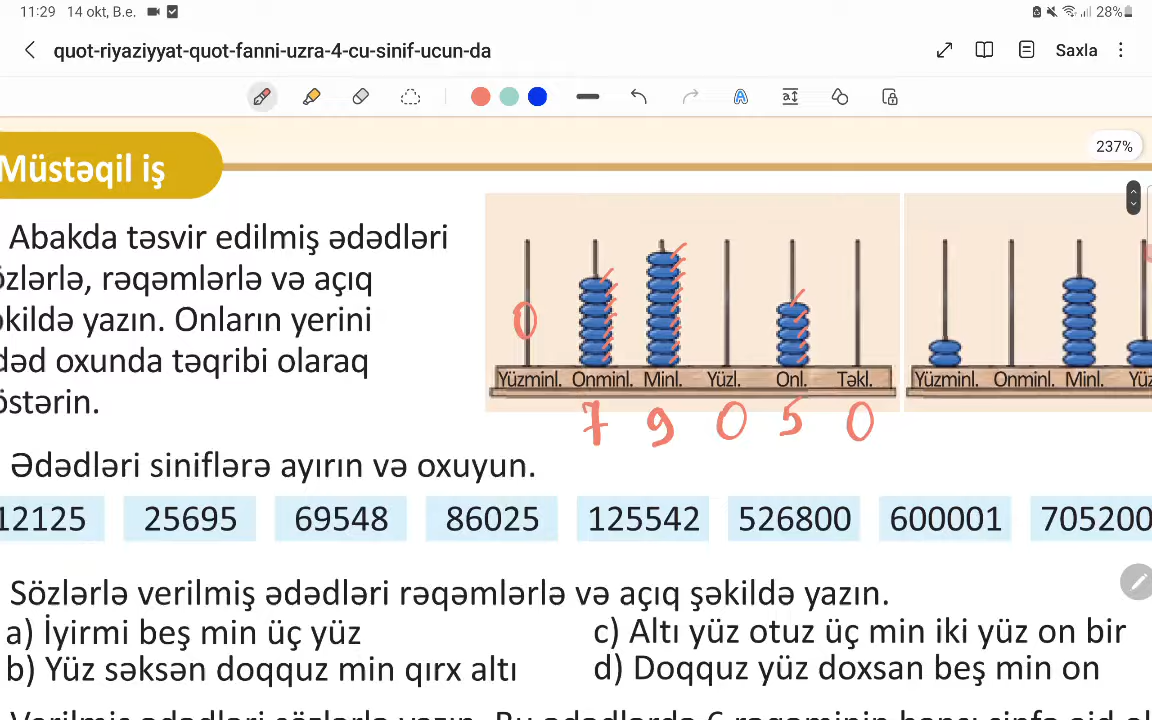 11:29 14 okt, B.e. 28%
quot-riyaziyyat-quot-fanni-uzra-4-cu-sinif-ucun-da Saxla
237%
Müstəqil iş
Abakda təsvir edilmiş ədədləri
özlərlə, rəqəmlərlə və açıq
əkildə yazın. Onların yerini
dəd oxunda təqribi olaraq
östərin.
0
Yüzminl. Onminl. Minl. Yüzl. Onl. Təkl.
Yüzminl. Onminl. Minl. Yüz
7 9 0 5 0
Ədədləri siniflərə ayırın və oxuyun.
12125 25695 69548 86025 125542 526800 600001 705200
Sözlərlə verilmiş ədədləri rəqəmlərlə və açıq şəkildə yazın.
a) İyirmi beş min üç yüz
b) Yüz səksən doqquz min qırx altı
c) Altı yüz otuz üç min iki yüz on bir
d) Doqquz yüz doxsan beş min on